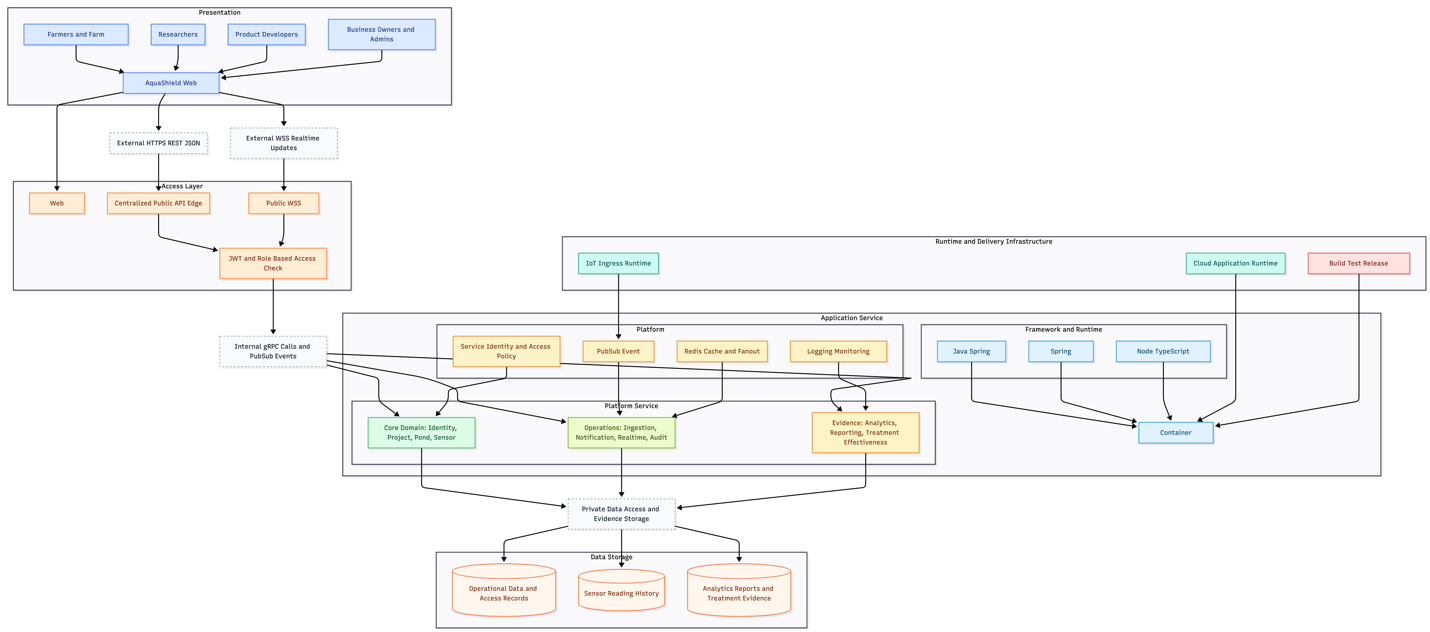 Presentation
Farmers and Farm
Researchers
Product Developers
Business Owners and
Admins
AquaShield Web
External HTTPS REST JSON
External WSS Realtime
Updates
Access Layer
Web
Centralized Public API Edge
Public WSS
JWT and Role Based Access
Check
Runtime and Delivery Infrastructure
IoT Ingress Runtime
Cloud Application Runtime
Build Test Release
Internal gRPC Calls and
PubSub Events
Application Service
Platform
Service Identity and Access
Policy
PubSub Event
Redis Cache and Fanout
Logging Monitoring
Framework and Runtime
Java Spring
Spring
Node TypeScript
Platform Service
Core Domain: Identity,
Project, Pond, Sensor
Operations: Ingestion,
Notification, Realtime, Audit
Evidence: Analytics,
Reporting, Treatment
Effectiveness
Container
Private Data Access and
Evidence Storage
Data Storage
Operational Data and
Access Records
Sensor Reading History
Analytics Reports and
Treatment Evidence